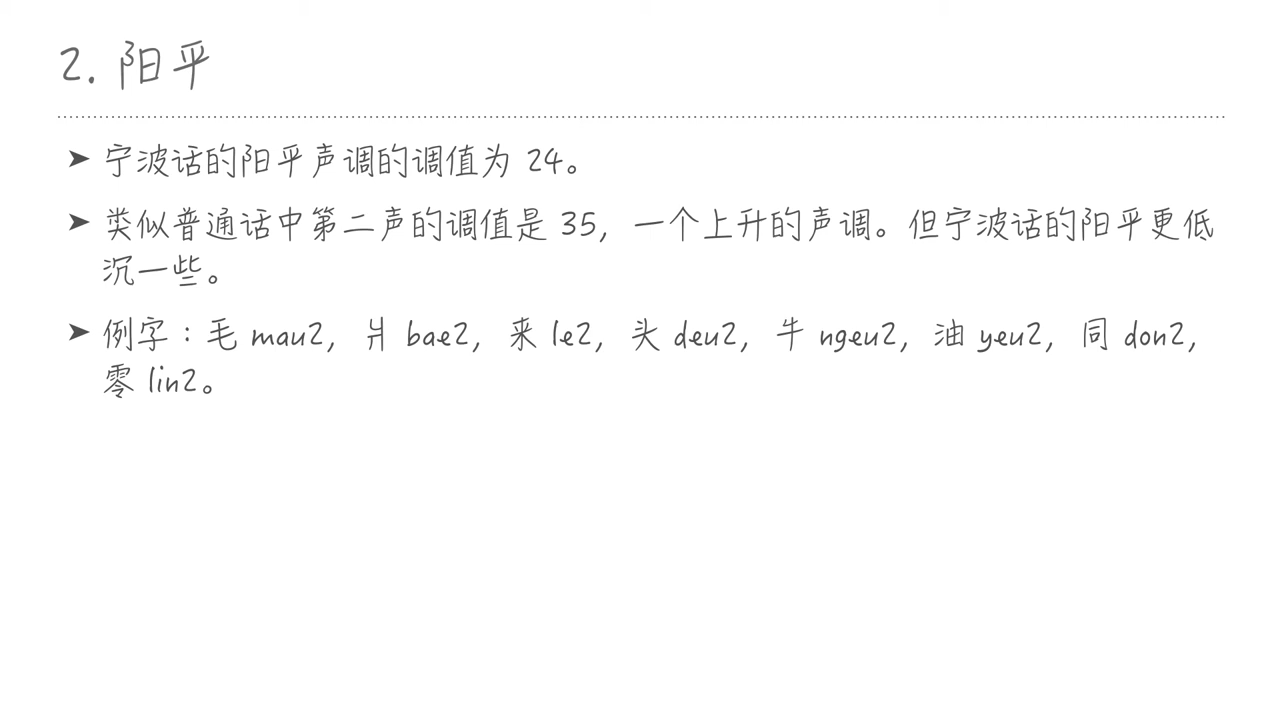 2. 阳平
➤ 宁波话的阳平声调的调值为 24。
➤ 类似普通话中第二声的调值是 35，一个上升的声调。但宁波话的阳平更低
沉一些。
➤ 例字：毛 mau2，爿 bae2，来 le2，头 deu2，牛 ngeu2，油 yeu2，同 don2，
零 lin2。